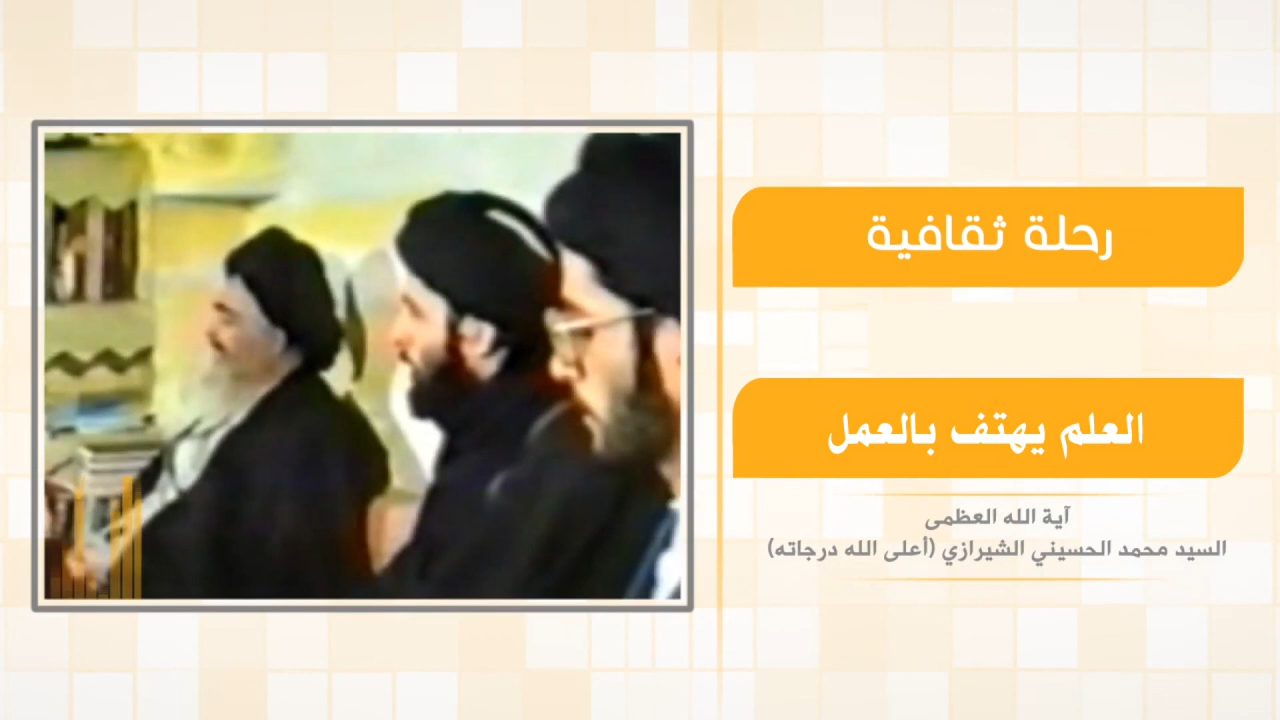 رحلة ثقافية
العلم يهتف بالعمل
آية الله العظمى
السيد محمد الحسيني الشيرازي (أعلى الله درجاته)